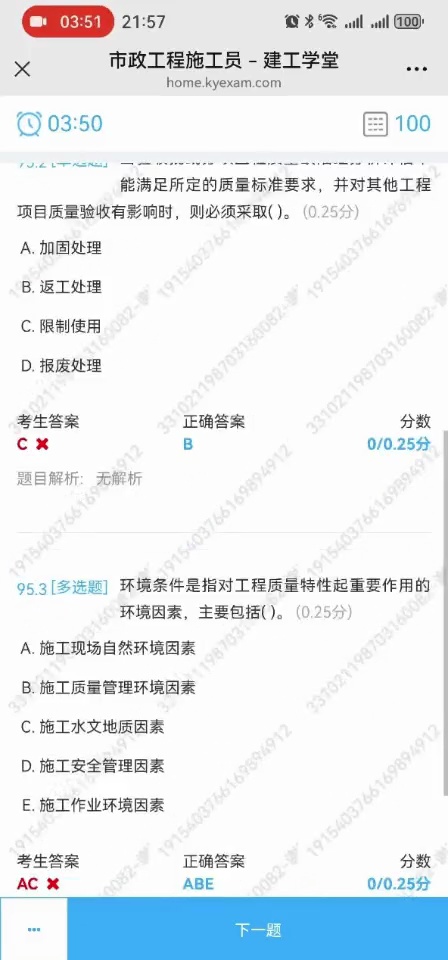 03:51 21:57 100
市政工程施工员 – 建工学堂
home.kyexam.com
03:50 100
能满足所定的质量标准要求，并对其他工程
项目质量验收有影响时，则必须采取( )。(0.25分)
A. 加固处理
B. 返工处理
C. 限制使用
D. 报废处理
考生答案 正确答案 分数
C B 0/0.25分
题目解析： 无解析
95.3 [多选题] 环境条件是指对工程质量特性起重要作用的
环境因素，主要包括( )。(0.25分)
A. 施工现场自然环境因素
B. 施工质量管理环境因素
C. 施工水文地质因素
D. 施工安全管理因素
E. 施工作业环境因素
考生答案 正确答案 分数
AC ABE 0/0.25分
下一题